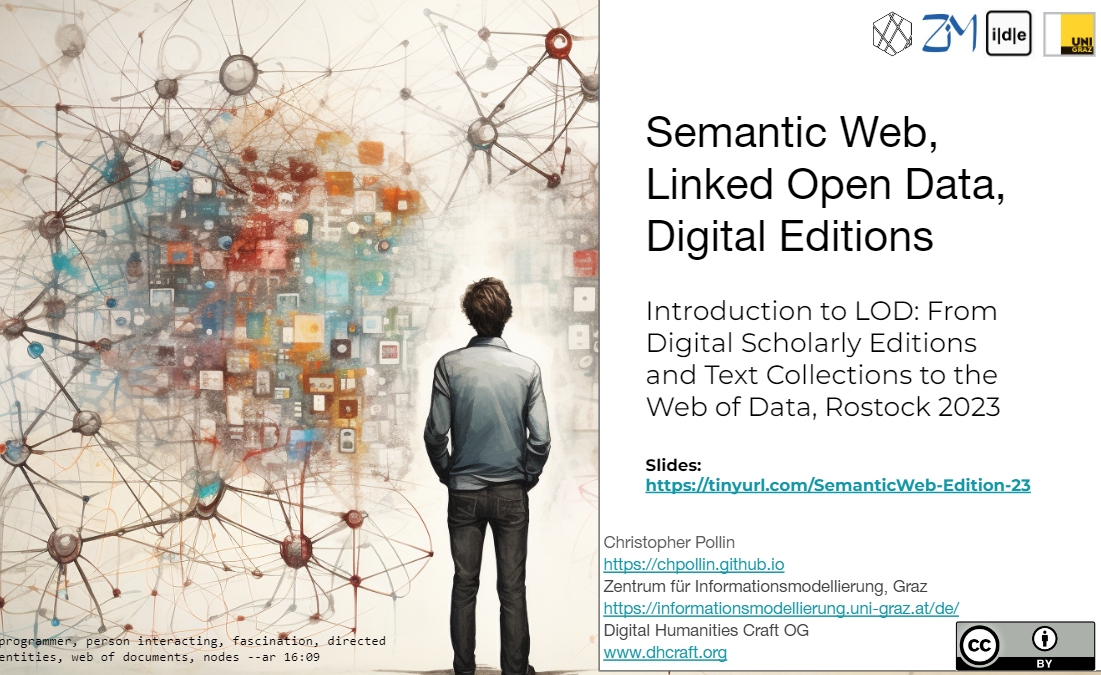 ZIM
i|d|e
UNI
GRAZ
Semantic Web,
Linked Open Data,
Digital Editions
Introduction to LOD: From
Digital Scholarly Editions
and Text Collections to the
Web of Data, Rostock 2023
Slides:
https://tinyurl.com/SemanticWeb-Edition-23
Christopher Pollin
https://chpollin.github.io
Zentrum für Informationsmodellierung, Graz
https://informationsmodellierung.uni-graz.at/de/
Digital Humanities Craft OG
www.dhcraft.org
cc
BY
programmer, person interacting, fascination, directed
entities, web of documents, nodes --ar 16:09